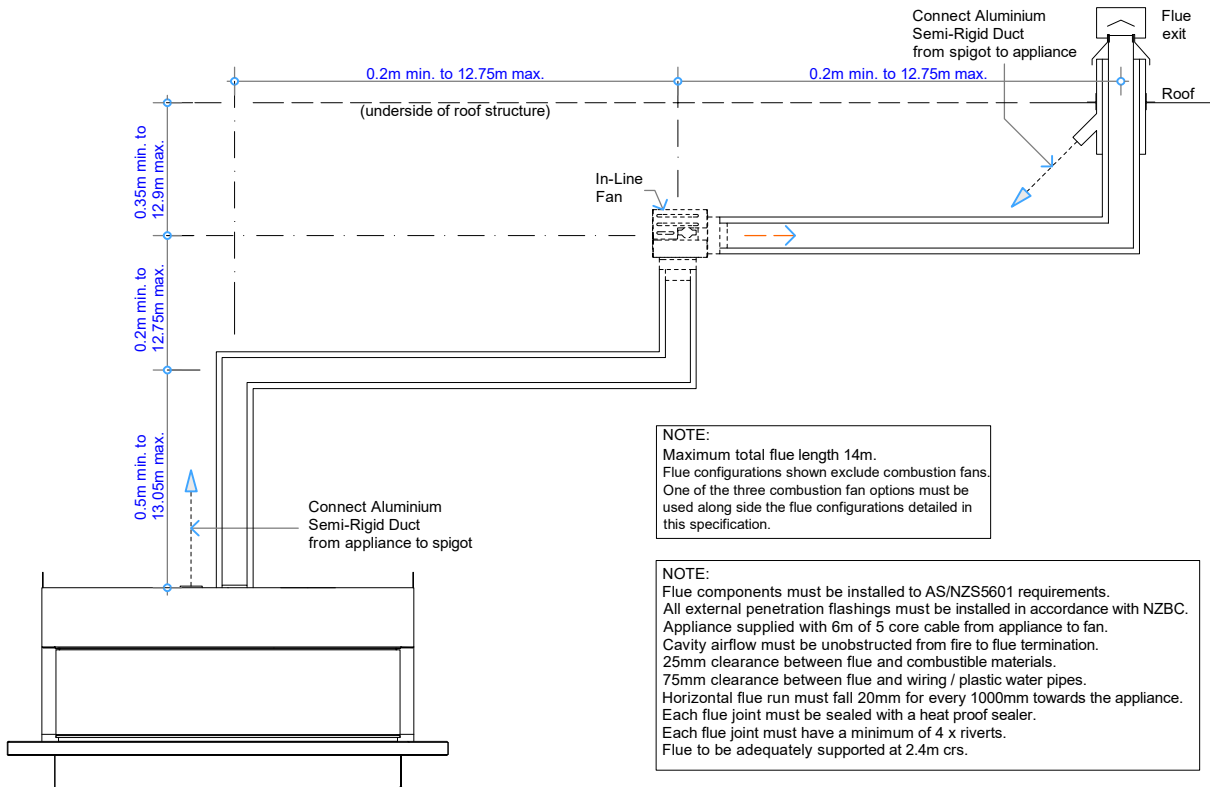 Connect Aluminium
Semi-Rigid Duct
from spigot to appliance
Flue
exit
0.2m min. to 12.75m max.
0.2m min. to 12.75m max.
(underside of roof structure)
Roof
0.35m min. to
12.9m max.
In-Line
Fan
0.2m min. to
12.75m max.
0.5m min. to
13.05m max.
Connect Aluminium
Semi-Rigid Duct
from appliance to spigot
NOTE:
Maximum total flue length 14m.
Flue configurations shown exclude combustion fans.
One of the three combustion fan options must be
used along side the flue configurations detailed in
this specification.
NOTE:
Flue components must be installed to AS/NZS5601 requirements.
All external penetration flashings must be installed in accordance with NZBC.
Appliance supplied with 6m of 5 core cable from appliance to fan.
Cavity airflow must be unobstructed from fire to flue termination.
25mm clearance between flue and combustible materials.
75mm clearance between flue and wiring / plastic water pipes.
Horizontal flue run must fall 20mm for every 1000mm towards the appliance.
Each flue joint must be sealed with a heat proof sealer.
Each flue joint must have a minimum of 4 x riverts.
Flue to be adequately supported at 2.4m crs.